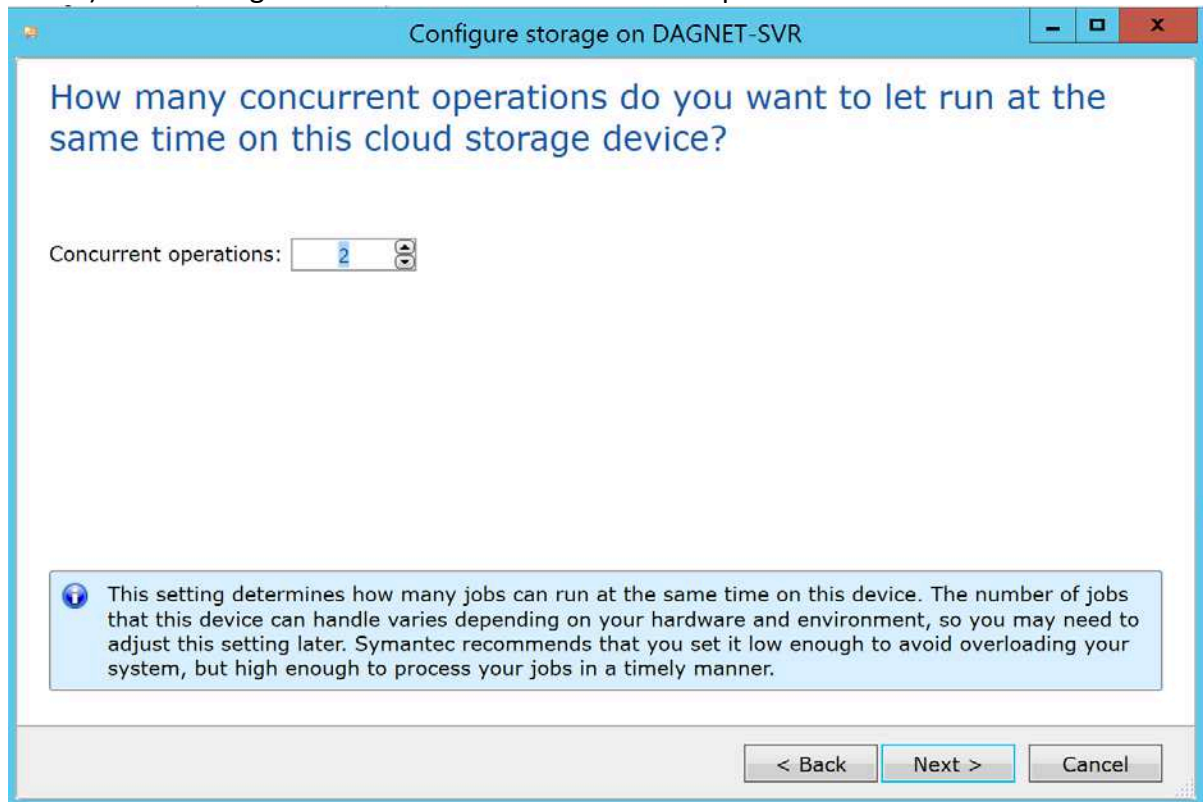 Configure storage on DAGNET-SVR
How many concurrent operations do you want to let run at the
same time on this cloud storage device?
Concurrent operations: 2
This setting determines how many jobs can run at the same time on this device. The number of jobs
that this device can handle varies depending on your hardware and environment, so you may need to
adjust this setting later. Symantec recommends that you set it low enough to avoid overloading your
system, but high enough to process your jobs in a timely manner.
< Back Next > Cancel